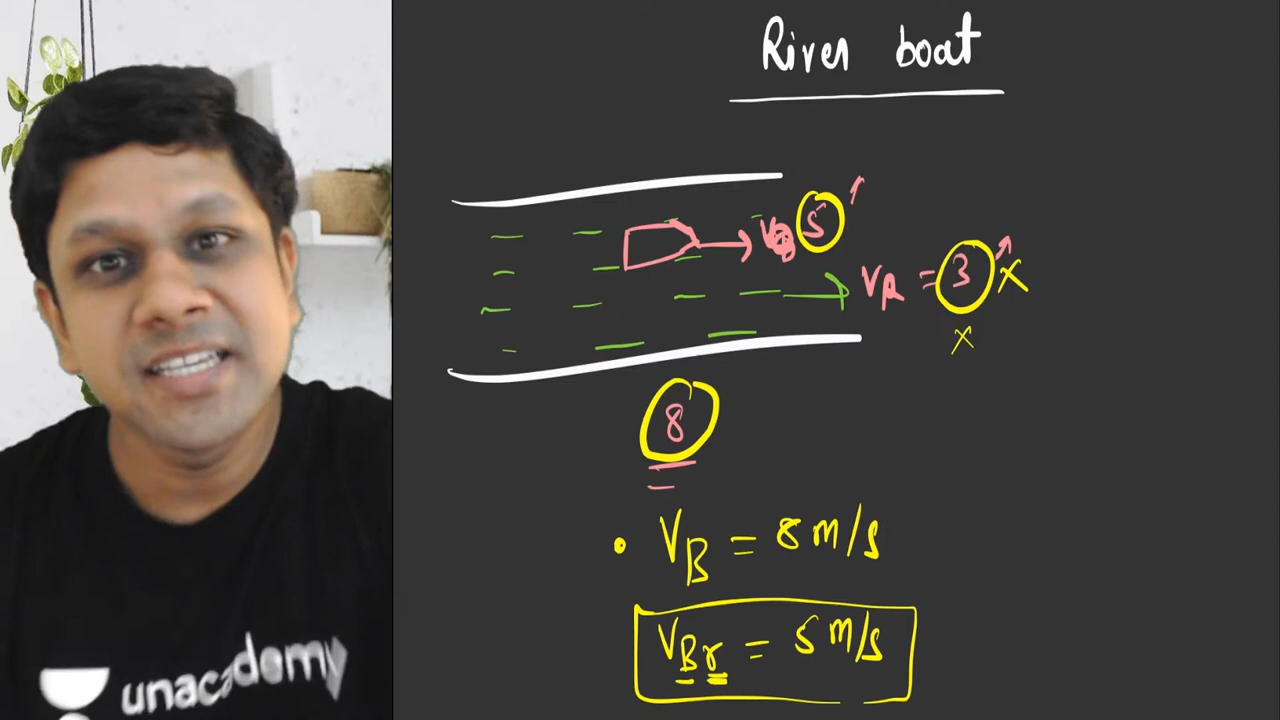 River boat
5
VR = 3 x
x
8
• VB = 8 m/s
VBr = 5 m/s
unacademy